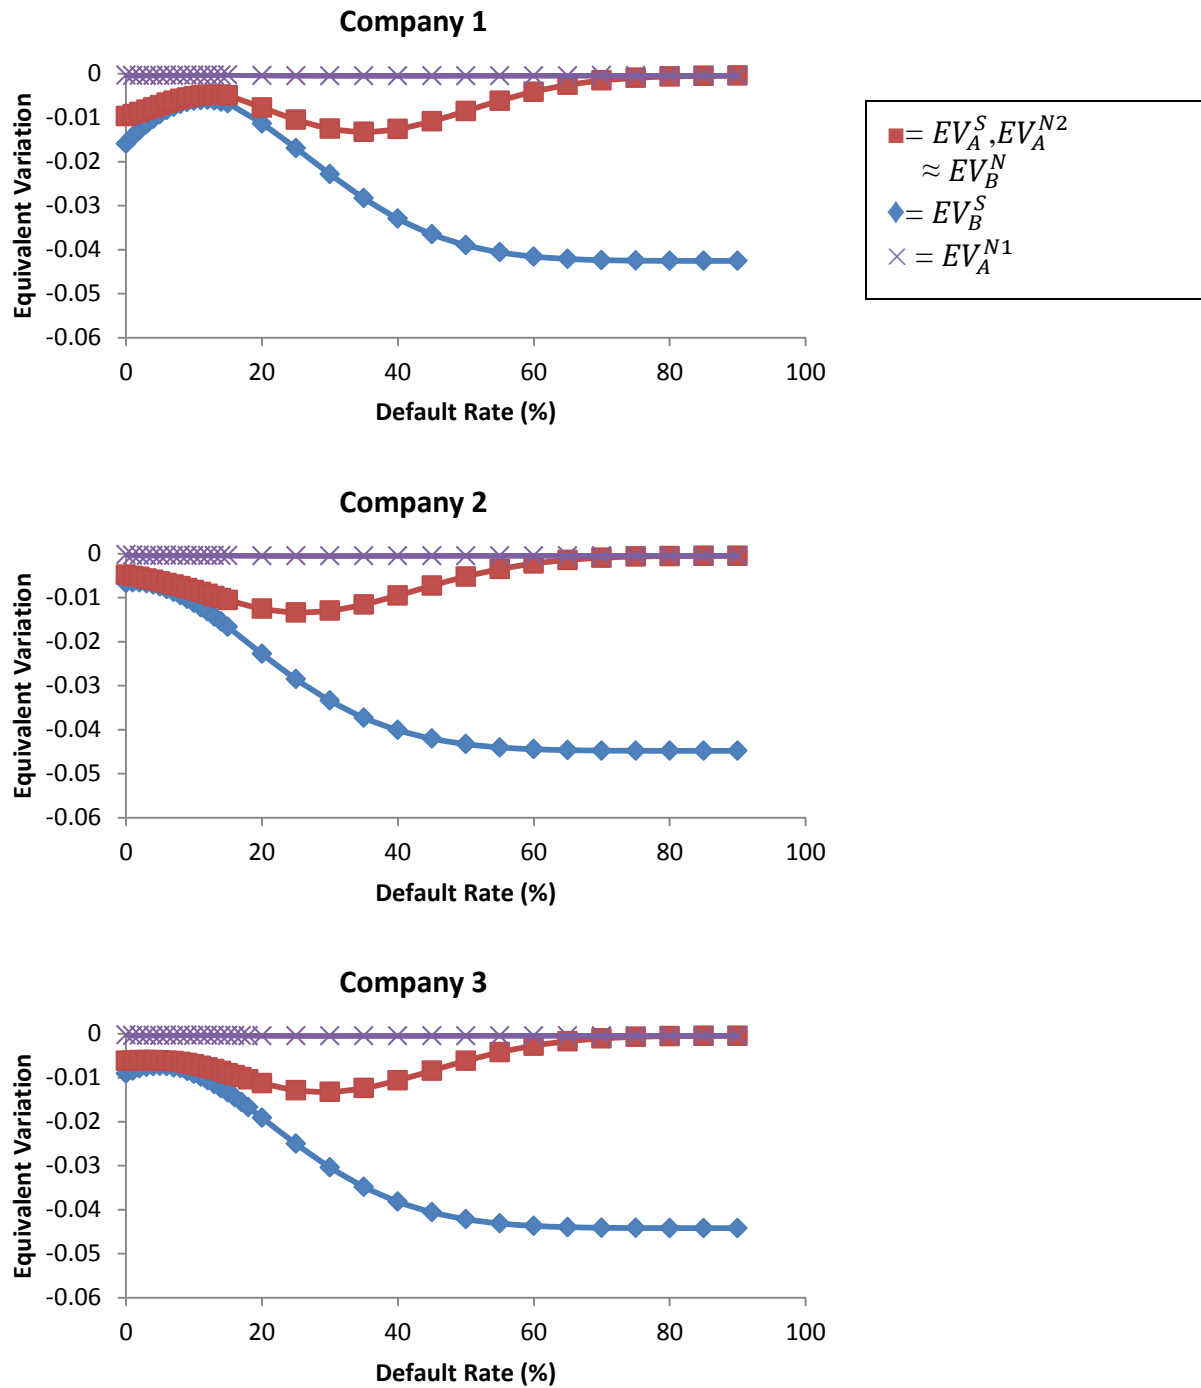 Company 1
0
-0.01
-0.02
-0.03
-0.04
-0.05
-0.06
Equivalent Variation
0 20 40 60 80 100
Default Rate (%)
■= EV_A^S,EV_A^{N2}
≈ EV_B^N
◆= EV_B^S
× = EV_A^{N1}
Company 2
0
-0.01
-0.02
-0.03
-0.04
-0.05
-0.06
Equivalent Variation
0 20 40 60 80 100
Default Rate (%)
Company 3
0
-0.01
-0.02
-0.03
-0.04
-0.05
-0.06
Equivalent Variation
0 20 40 60 80 100
Default Rate (%)